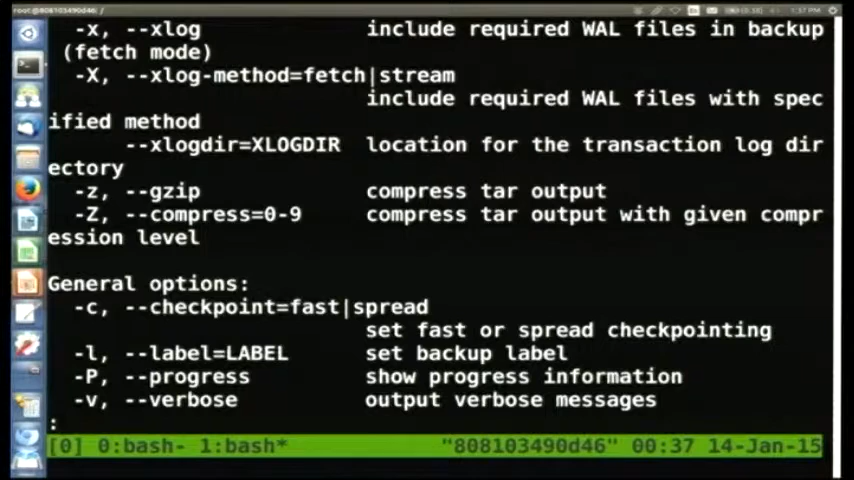 root@808103490d46: /
1:37 PM
-x, --xlog include required WAL files in backup
(fetch mode)
-X, --xlog-method=fetch|stream
include required WAL files with spec
ified method
--xlogdir=XLOGDIR location for the transaction log dir
ectory
-z, --gzip compress tar output
-Z, --compress=0-9 compress tar output with given compr
ession level
General options:
-c, --checkpoint=fast|spread
set fast or spread checkpointing
-l, --label=LABEL set backup label
-P, --progress show progress information
-v, --verbose output verbose messages
:
[0] 0:bash- 1:bash* "808103490d46" 00:37 14-Jan-15